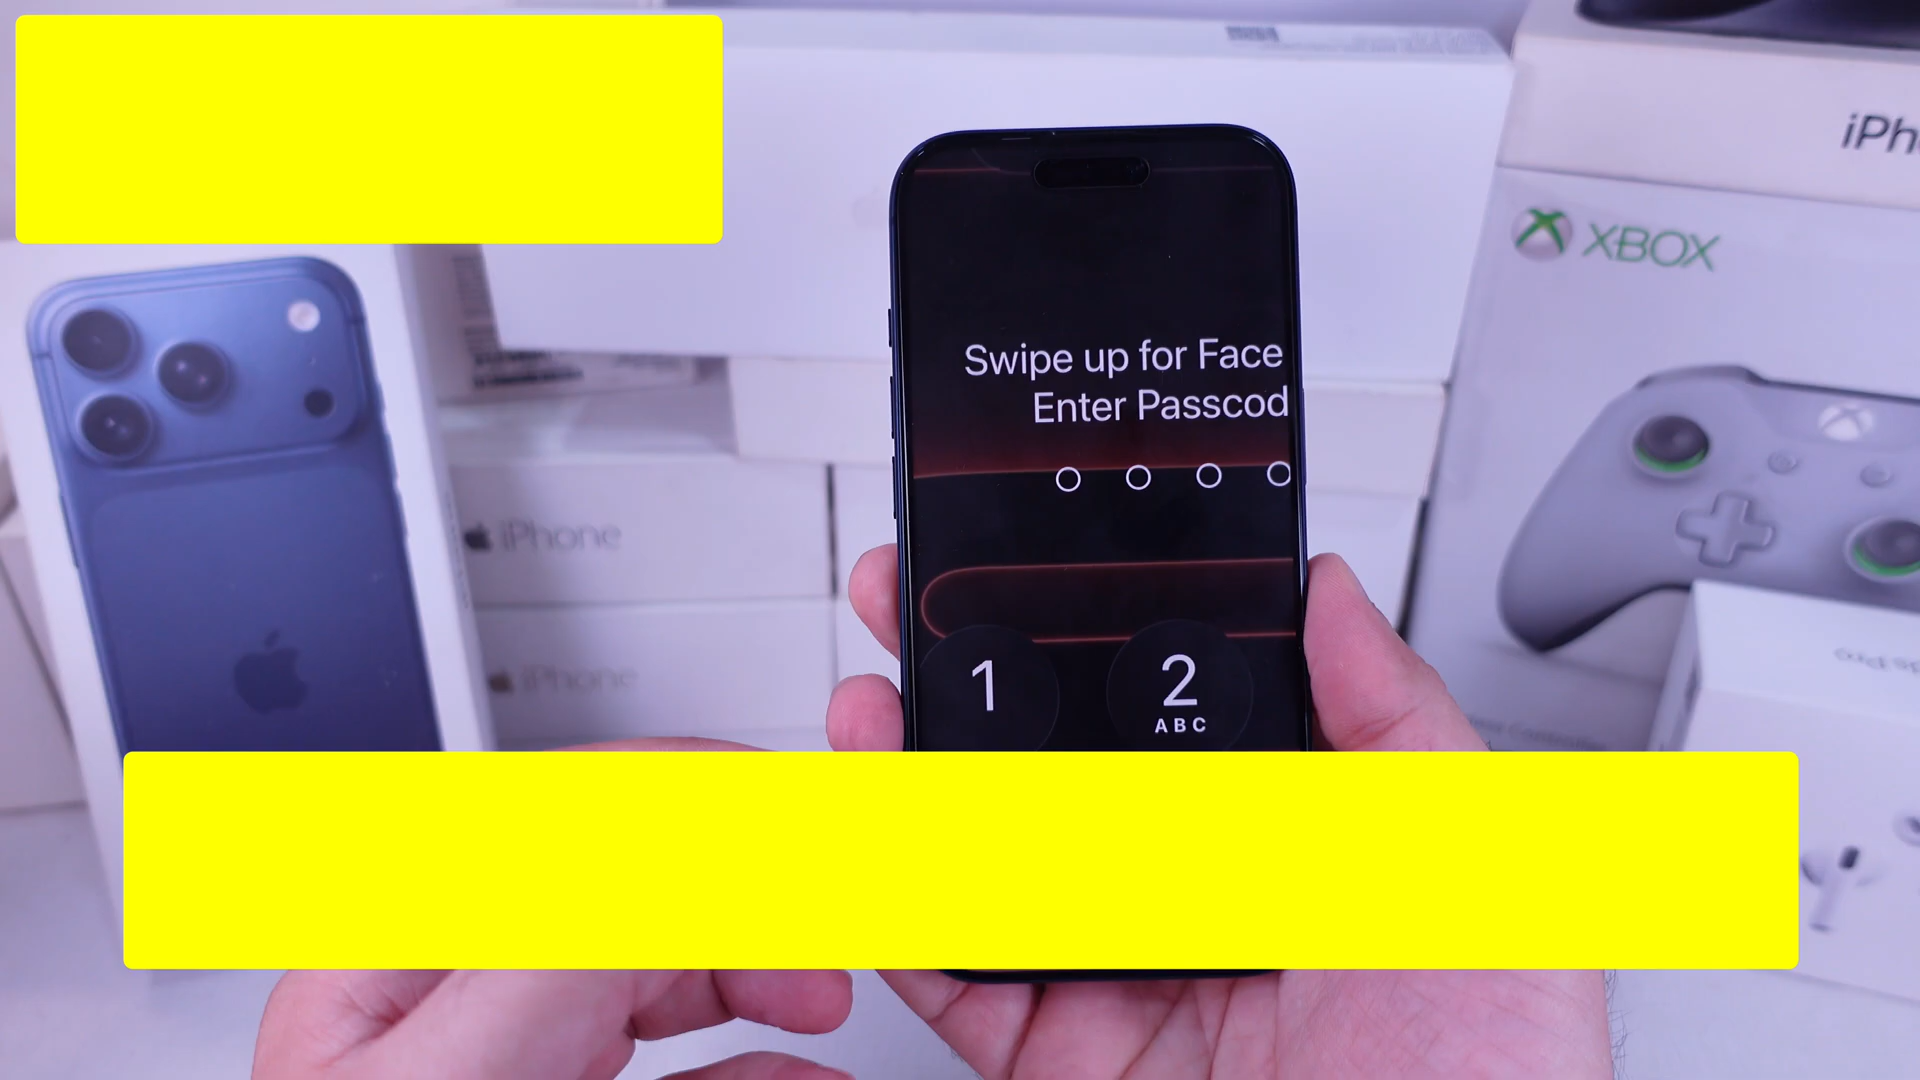 iPh
XBOX
Swipe up for Face
Enter Passcod
iPhone
1
2
ABC
iPhone